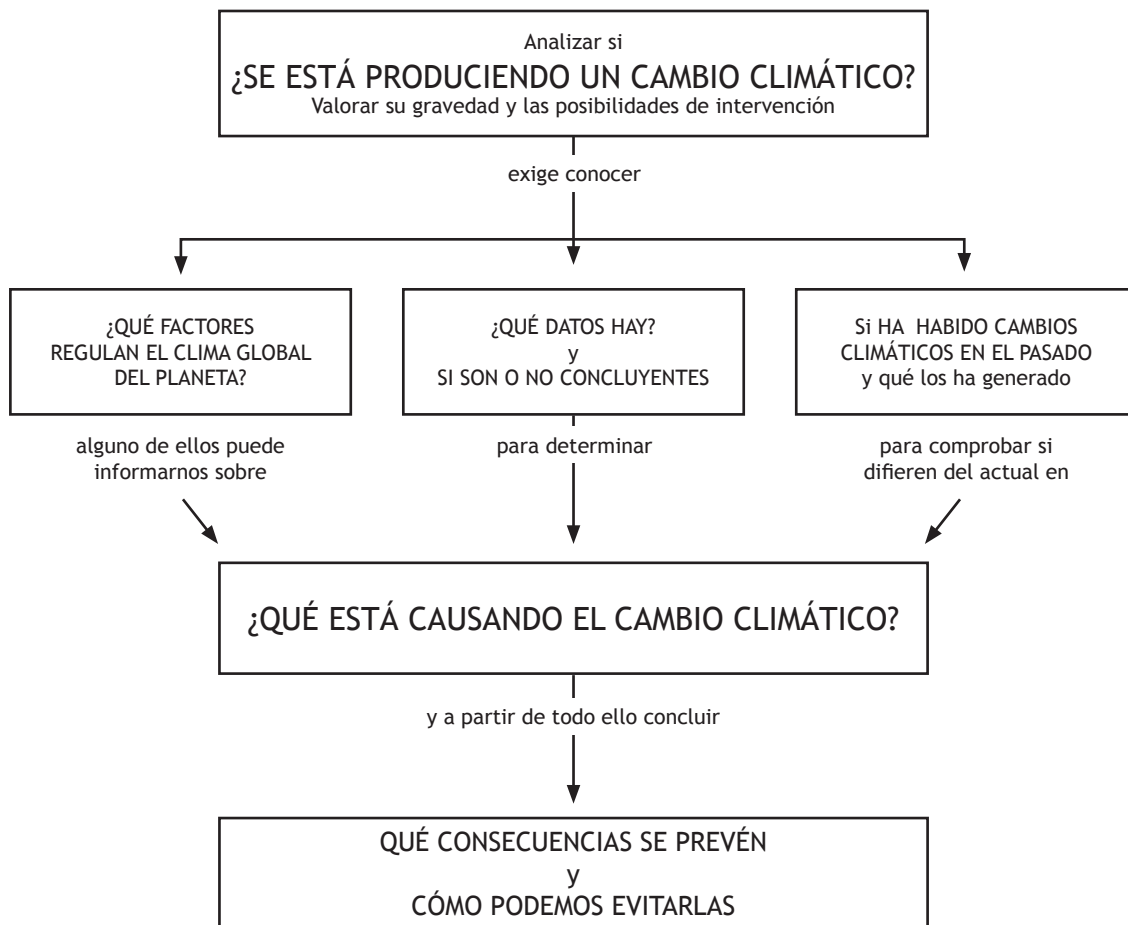 Analizar si
¿SE ESTÁ PRODUCIENDO UN CAMBIO CLIMÁTICO?
Valorar su gravedad y las posibilidades de intervención
exige conocer
¿QUÉ FACTORES
REGULAN EL CLIMA GLOBAL
DEL PLANETA?
¿QUÉ DATOS HAY?
y
SI SON O NO CONCLUYENTES
Si HA HABIDO CAMBIOS
CLIMÁTICOS EN EL PASADO
y qué los ha generado
alguno de ellos puede
informarnos sobre
para determinar
para comprobar si
difieren del actual en
¿QUÉ ESTÁ CAUSANDO EL CAMBIO CLIMÁTICO?
y a partir de todo ello concluir
QUÉ CONSECUENCIAS SE PREVÉN
y
CÓMO PODEMOS EVITARLAS